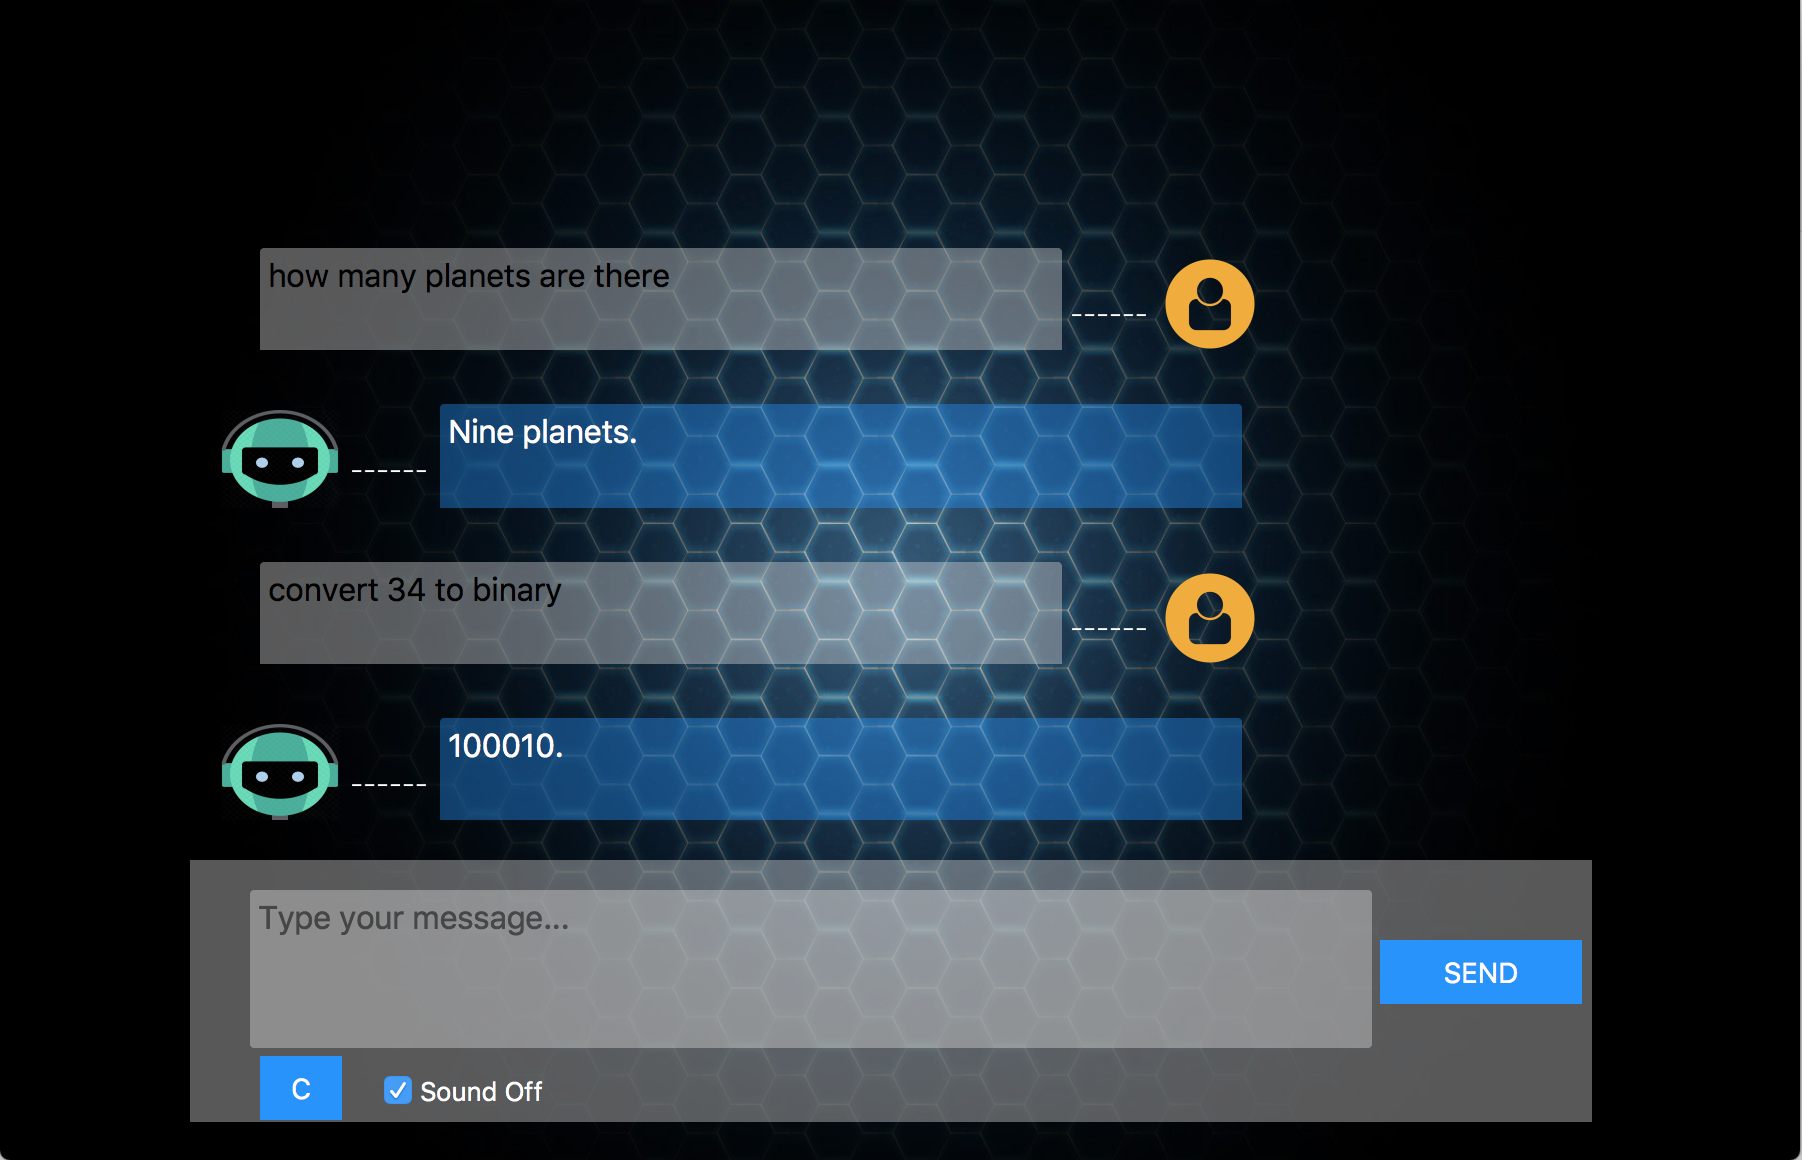 how many planets are there
------
------
Nine planets.
convert 34 to binary
------
------
100010.
Type your message...
SEND
C
Sound Off